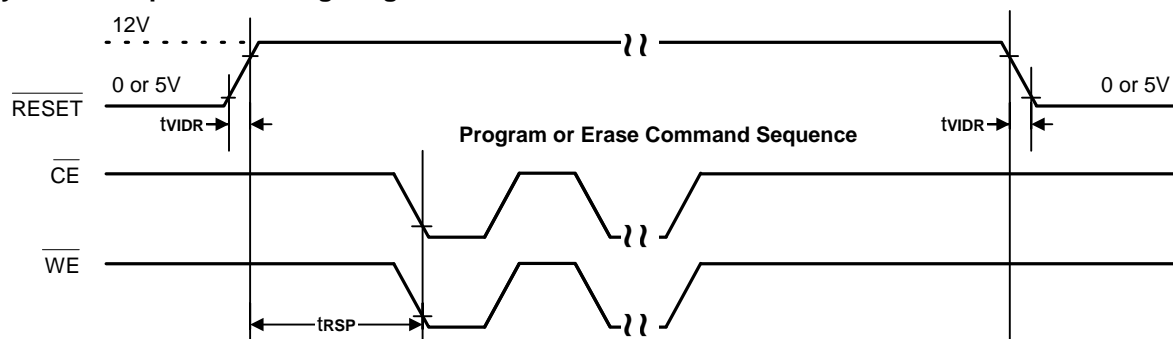 12V
0 or 5V
0 or 5V
RESET
tVIDR
tVIDR
Program or Erase Command Sequence
CE
WE
tRSP